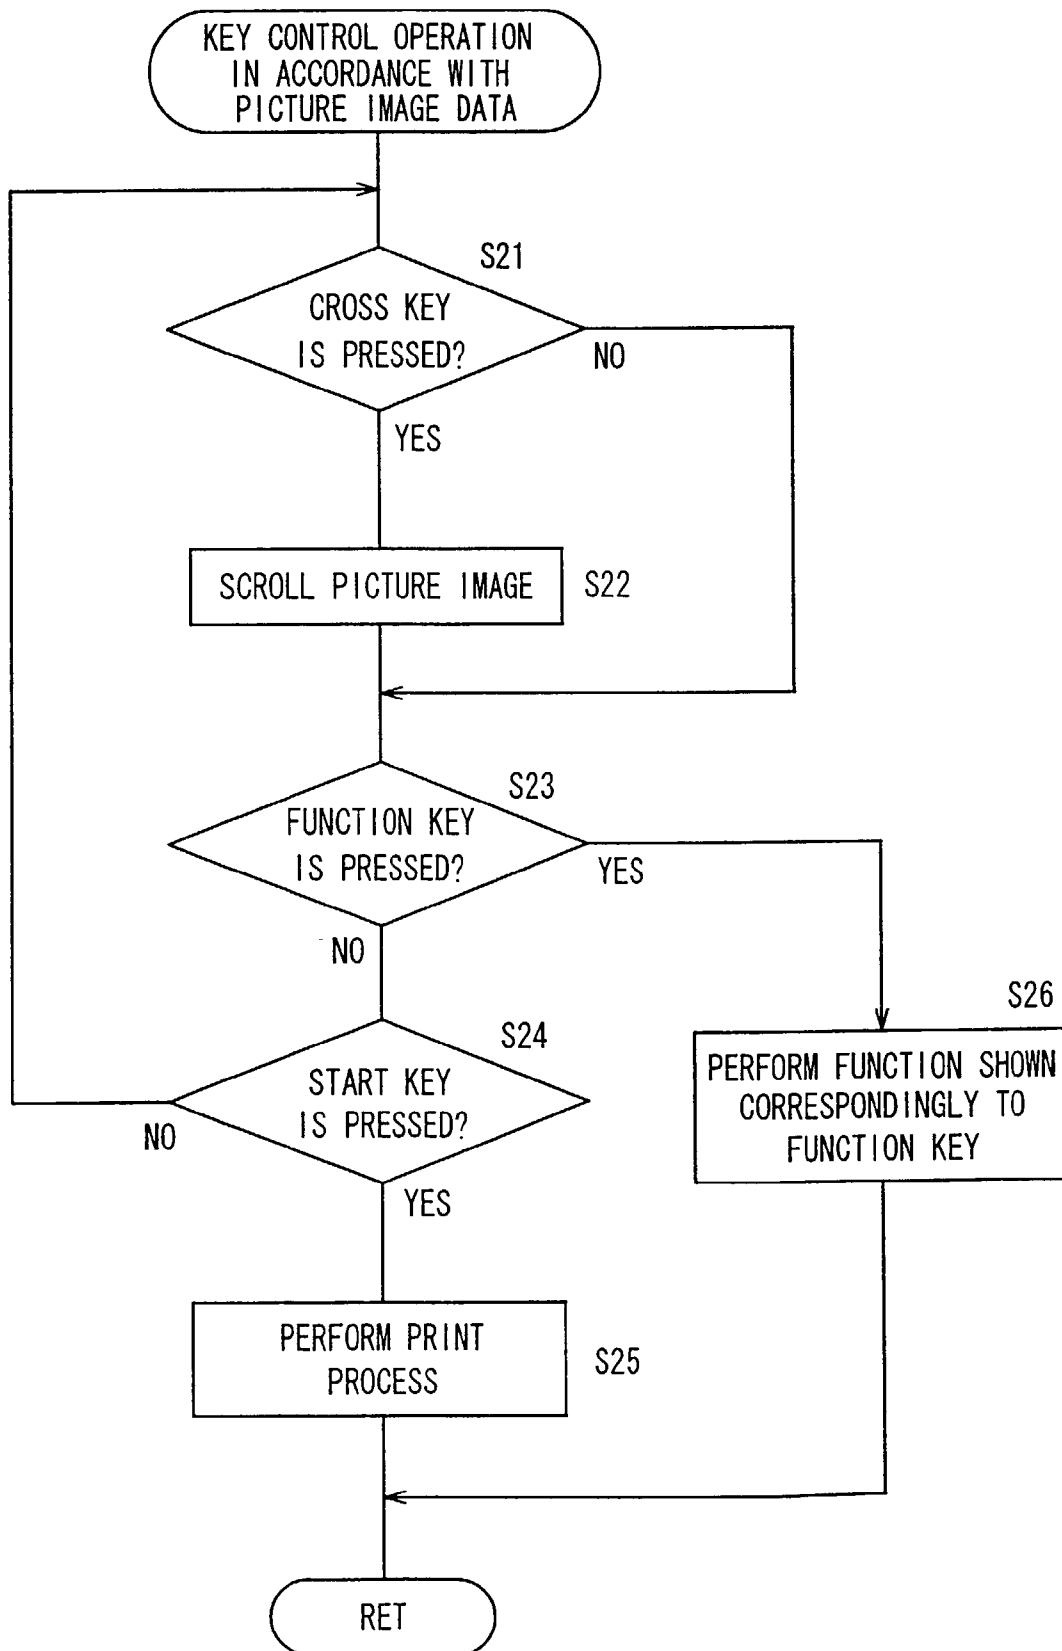 KEY CONTROL OPERATION
IN ACCORDANCE WITH
PICTURE IMAGE DATA
S21
CROSS KEY
IS PRESSED?
NO
YES
SCROLL PICTURE IMAGE
S22
S23
FUNCTION KEY
IS PRESSED?
YES
NO
S26
PERFORM FUNCTION SHOWN
CORRESPONDINGLY TO
FUNCTION KEY
S24
START KEY
IS PRESSED?
NO
YES
PERFORM PRINT
PROCESS
S25
RET